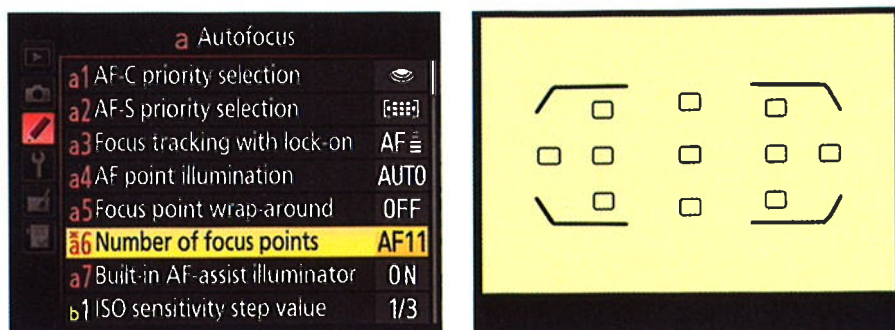 a Autofocus
a1 AF-C priority selection
a2 AF-S priority selection
a3 Focus tracking with lock-on AF
a4 AF point illumination AUTO
a5 Focus point wrap-around OFF
a6 Number of focus points AF11
a7 Built-in AF-assist illuminator ON
b1 ISO sensitivity step value 1/3